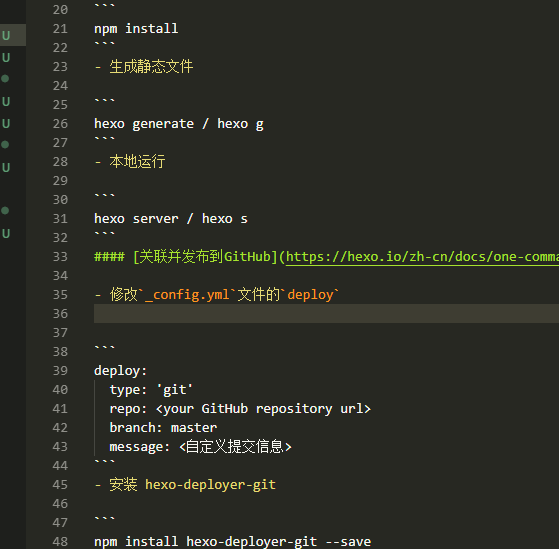 20 ```
U 21 npm install
22 ```
U 23 - 生成静态文件
24
U 25 ```
U 26 hexo generate / hexo g
27 ```
U 28 - 本地运行
29
30 ```
31 hexo server / hexo s
U 32 ```
33 #### [关联并发布到GitHub](https://hexo.io/zh-cn/docs/one-comma
34
35 - 修改`_config.yml`文件的`deploy`
36
37
38 ```
39 deploy:
40   type: 'git'
41   repo: <your GitHub repository url>
42   branch: master
43   message: <自定义提交信息>
44 ```
45 - 安装 hexo-deployer-git
46
47 ```
48 npm install hexo-deployer-git --save